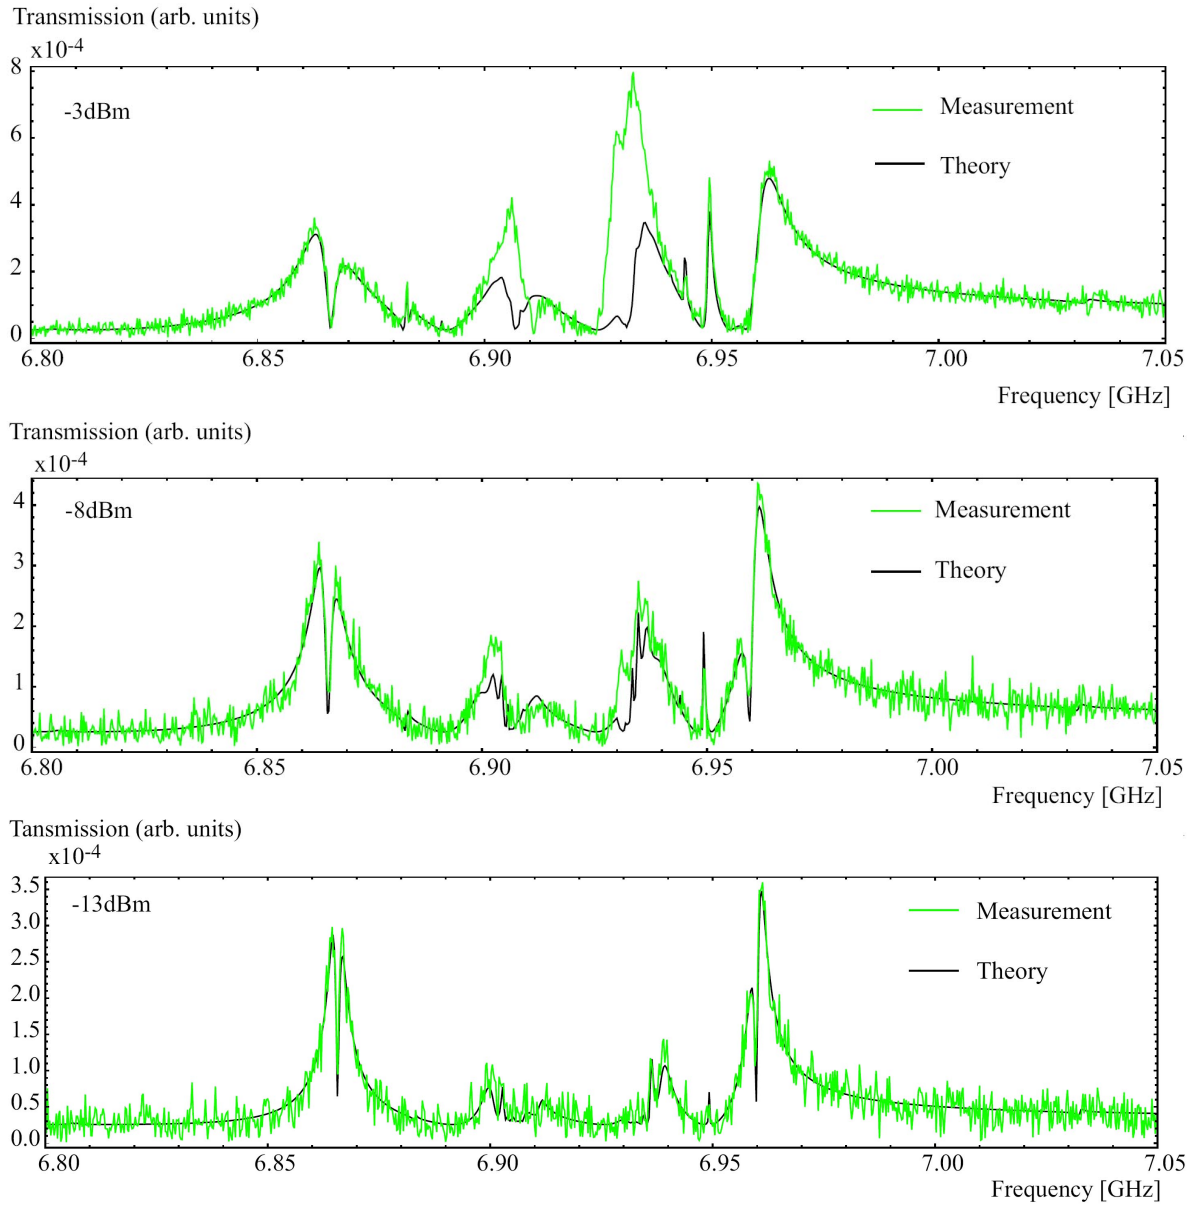 Transmission (arb. units)
x10-4
8
-3dBm
Measurement
6
Theory
4
2
0
6.80 6.85 6.90 6.95 7.00 7.05
Frequency [GHz]
Transmission (arb. units)
x10-4
4
-8dBm
Measurement
3
Theory
2
1
0
6.80 6.85 6.90 6.95 7.00 7.05
Frequency [GHz]
Tansmission (arb. units)
x10-4
3.5
-13dBm
Measurement
3.0
2.5
Theory
2.0
1.5
1.0
0.5
0.0
6.80 6.85 6.90 6.95 7.00 7.05
Frequency [GHz]